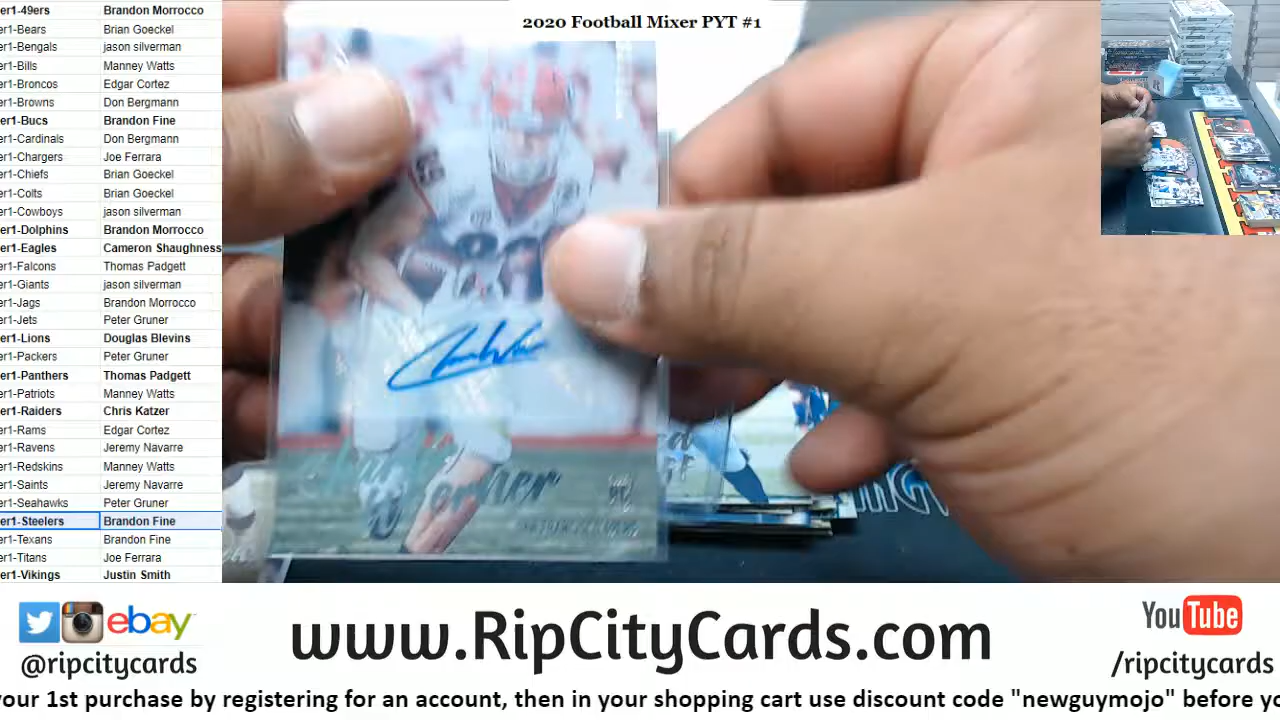 2020 Football Mixer PYT #1
er1-49ers Brandon Morrocco
er1-Bears Brian Goeckel
er1-Bengals jason silverman
er1-Bills Manney Watts
er1-Broncos Edgar Cortez
er1-Browns Don Bergmann
er1-Bucs Brandon Fine
er1-Cardinals Don Bergmann
er1-Chargers Joe Ferrara
er1-Chiefs Brian Goeckel
er1-Colts Brian Goeckel
er1-Cowboys jason silverman
er1-Dolphins Brandon Morrocco
er1-Eagles Cameron Shaughness
er1-Falcons Thomas Padgett
er1-Giants jason silverman
er1-Jags Brandon Morrocco
er1-Jets Peter Gruner
er1-Lions Douglas Blevins
er1-Packers Peter Gruner
er1-Panthers Thomas Padgett
er1-Patriots Manney Watts
er1-Raiders Chris Katzer
er1-Rams Edgar Cortez
er1-Ravens Jeremy Navarre
er1-Redskins Manney Watts
er1-Saints Jeremy Navarre
er1-Seahawks Peter Gruner
er1-Steelers Brandon Fine
er1-Texans Brandon Fine
er1-Titans Joe Ferrara
er1-Vikings Justin Smith
ebay
@ripcitycards
www.RipCityCards.com
YouTube
/ripcitycards
your 1st purchase by registering for an account, then in your shopping cart use discount code "newguymojo" before yo